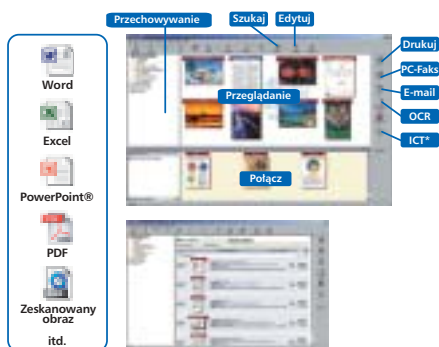 Word
Excel
PowerPoint®
PDF
Zeskanowany
obraz
itd.
Przechowywanie
Szukaj
Edytuj
Przeglądanie
Połącz
Drukuj
PC-Faks
E-mail
OCR
ICT*